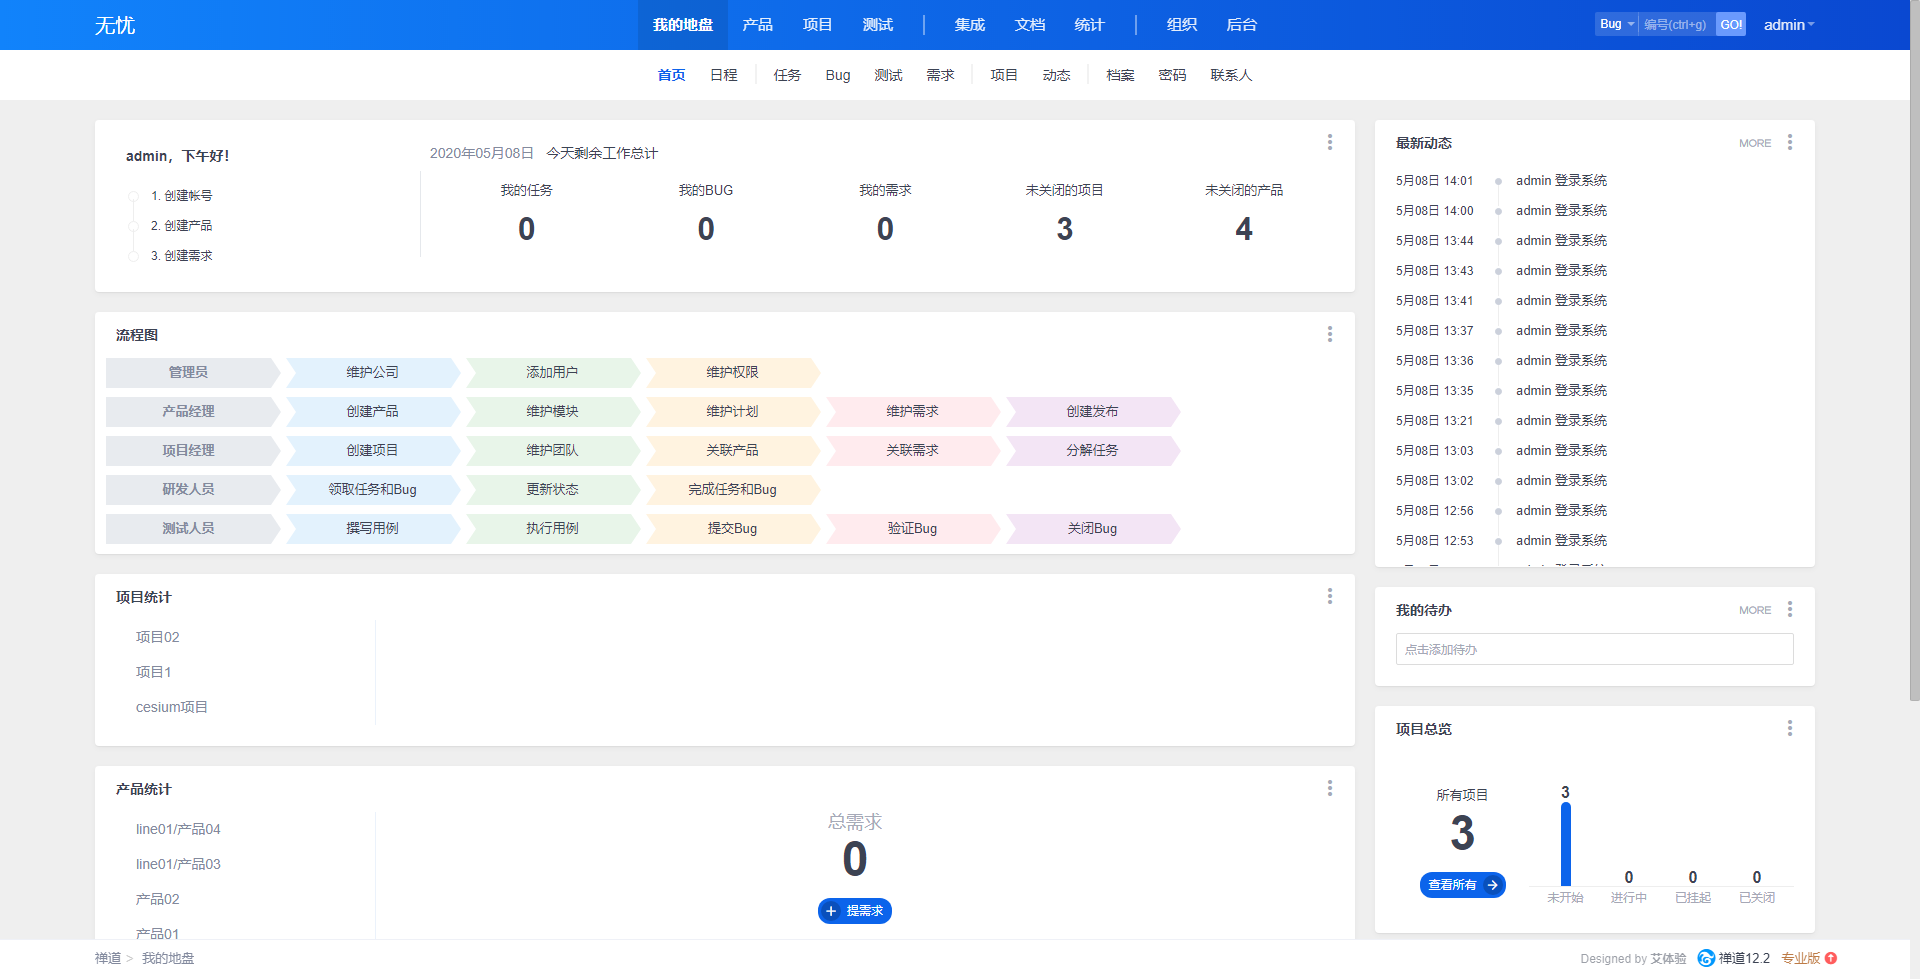 无忧 我的地盘 产品 项目 测试 集成 文档 统计 组织 后台 Bug 编号(ctrl+g) GO! admin
首页 日程 任务 Bug 测试 需求 项目 动态 档案 密码 联系人
admin，下午好！
1. 创建帐号
2. 创建产品
3. 创建需求
2020年05月08日 今天剩余工作总计
我的任务 我的BUG 我的需求 未关闭的项目 未关闭的产品
0 0 0 3 4
流程图
管理员 维护公司 添加用户 维护权限
产品经理 创建产品 维护模块 维护计划 维护需求 创建发布
项目经理 创建项目 维护团队 关联产品 关联需求 分解任务
研发人员 领取任务和Bug 更新状态 完成任务和Bug
测试人员 撰写用例 执行用例 提交Bug 验证Bug 关闭Bug
项目统计
项目02
项目1
cesium项目
产品统计
line01/产品04
line01/产品03
产品02
产品01
总需求
0
提需求
最新动态 MORE
5月08日 14:01 admin 登录系统
5月08日 14:00 admin 登录系统
5月08日 13:44 admin 登录系统
5月08日 13:43 admin 登录系统
5月08日 13:41 admin 登录系统
5月08日 13:37 admin 登录系统
5月08日 13:36 admin 登录系统
5月08日 13:35 admin 登录系统
5月08日 13:21 admin 登录系统
5月08日 13:03 admin 登录系统
5月08日 13:02 admin 登录系统
5月08日 12:56 admin 登录系统
5月08日 12:53 admin 登录系统
我的待办 MORE
点击添加待办
项目总览
所有项目
3
查看所有
3 0 0 0
未开始 进行中 已挂起 已关闭
禅道 > 我的地盘
Designed by 艾体验 禅道12.2 专业版